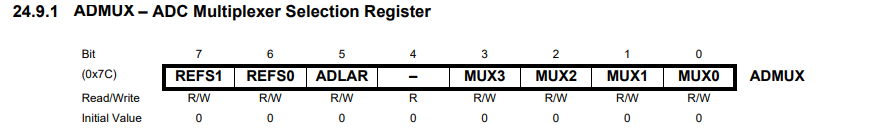 24.9.1 ADMUX – ADC Multiplexer Selection Register
Bit 7 6 5 4 3 2 1 0
(0x7C) REFS1 REFS0 ADLAR – MUX3 MUX2 MUX1 MUX0 ADMUX
Read/Write R/W R/W R/W R R/W R/W R/W R/W
Initial Value 0 0 0 0 0 0 0 0